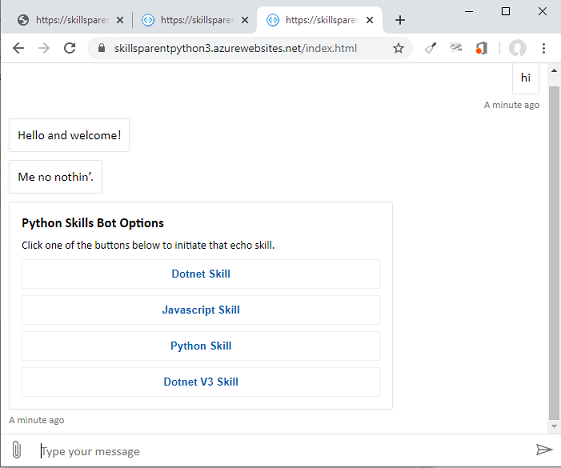 https://skillsparen
https://skillsparen
https://skillsparen
skillsparentpython3.azurewebsites.net/index.html
hi
A minute ago
Hello and welcome!
Me no nothin’.
Python Skills Bot Options
Click one of the buttons below to initiate that echo skill.
Dotnet Skill
Javascript Skill
Python Skill
Dotnet V3 Skill
A minute ago
Type your message